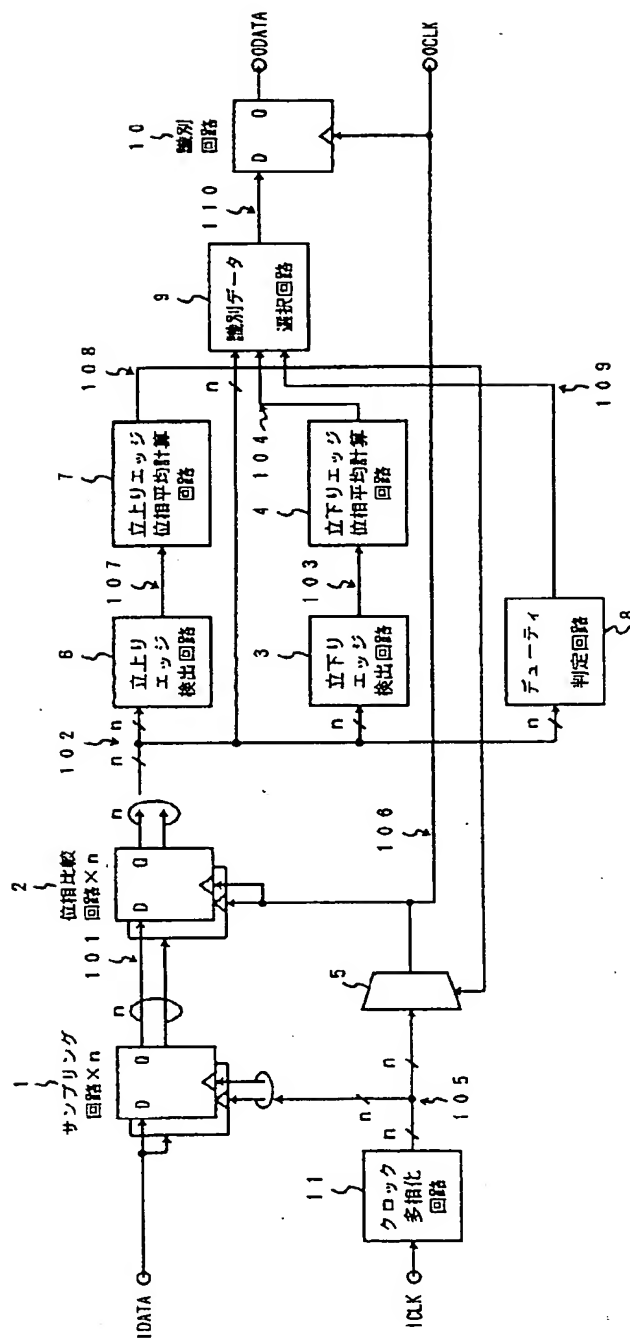 1
サンプリング
回路×n
IDATA
D
Q
n
101
2
位相比較
回路×n
D
Q
n
102
n
n
6
立上り
エッジ
検出回路
107
7
立上りエッジ
位相平均計算
回路
108
n
3
立下り
エッジ
検出回路
103
4
立下りエッジ
位相平均計算
回路
104
n
9
識別データ
選択回路
110
10
識別
回路
D
Q
ODATA
OCLK
n
デューティ
判定回路
8
109
106
5
n
n
n
105
11
クロック
多相化
回路
ICLK